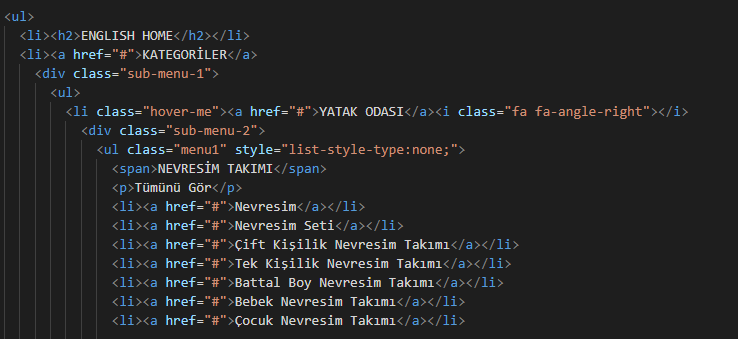 <ul>
<li><h2>ENGLISH HOME</h2></li>
<li><a href="#">KATEGORİLER</a>
<div class="sub-menu-1">
<ul>
<li class="hover-me"><a href="#">YATAK ODASI</a><i class="fa fa-angle-right"></i>
<div class="sub-menu-2">
<ul class="menu1" style="list-style-type:none;">
<span>NEVRESİM TAKIMI</span>
<p>Tümünü Gör</p>
<li><a href="#">Nevresim</a></li>
<li><a href="#">Nevresim Seti</a></li>
<li><a href="#">Çift Kişilik Nevresim Takımı</a></li>
<li><a href="#">Tek Kişilik Nevresim Takımı</a></li>
<li><a href="#">Battal Boy Nevresim Takımı</a></li>
<li><a href="#">Bebek Nevresim Takımı</a></li>
<li><a href="#">Çocuk Nevresim Takımı</a></li>